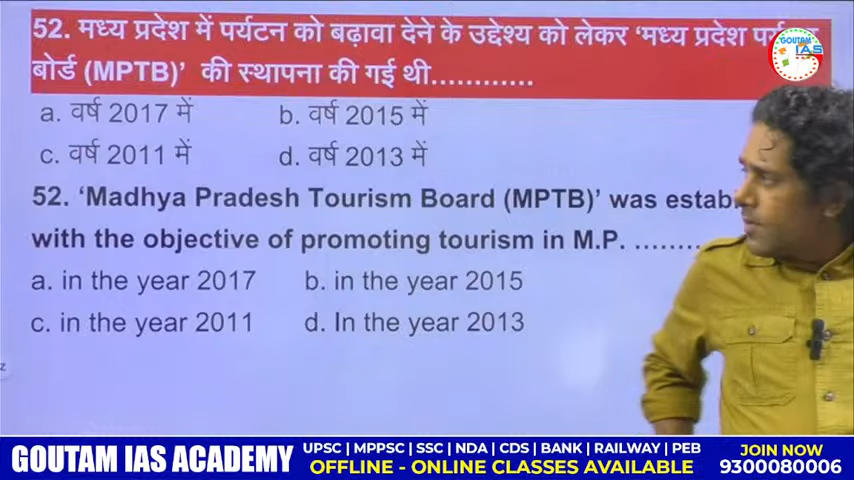 52. मध्य प्रदेश में पर्यटन को बढ़ावा देने के उद्देश्य को लेकर 'मध्य प्रदेश
बोर्ड (MPTB)' की स्थापना की गई थी............
GOUTAM
IAS
a. वर्ष 2017 में b. वर्ष 2015 में
c. वर्ष 2011 में d. वर्ष 2013 में
52. 'Madhya Pradesh Tourism Board (MPTB)' was
with the objective of promoting tourism in M.P. ........
a. in the year 2017 b. in the year 2015
c. in the year 2011 d. In the year 2013
GOUTAM IAS ACADEMY
UPSC | MPPSC | SSC | NDA | CDS | BANK | RAILWAY | PEB
OFFLINE - ONLINE CLASSES AVAILABLE
JOIN NOW
9300080006